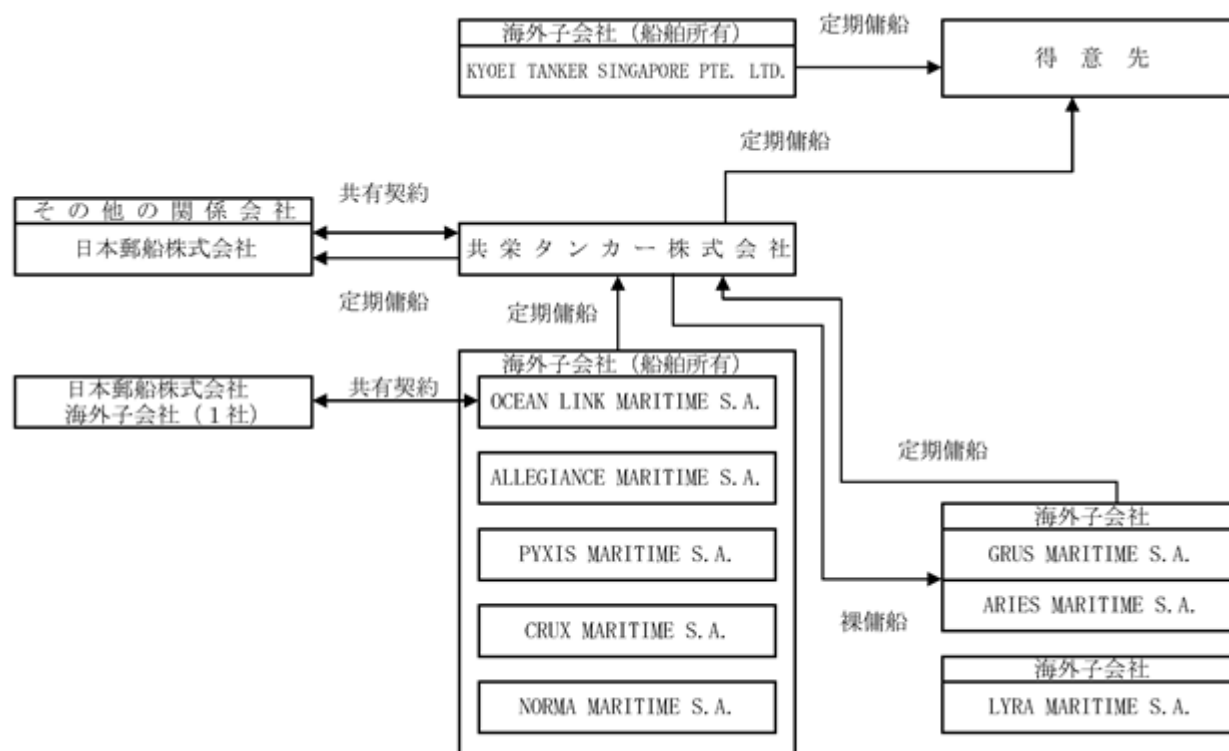 海外子会社（船舶所有）
KYOEI TANKER SINGAPORE PTE. LTD.
定期傭船
得意先
定期傭船
その他の関係会社
日本郵船株式会社
共有契約
共栄タンカー株式会社
定期傭船
定期傭船
日本郵船株式会社
海外子会社（１社）
共有契約
海外子会社（船舶所有）
OCEAN LINK MARITIME S.A.
ALLEGIANCE MARITIME S.A.
PYXIS MARITIME S.A.
CRUX MARITIME S.A.
NORMA MARITIME S.A.
定期傭船
海外子会社
GRUS MARITIME S.A.
ARIES MARITIME S.A.
裸傭船
海外子会社
LYRA MARITIME S.A.